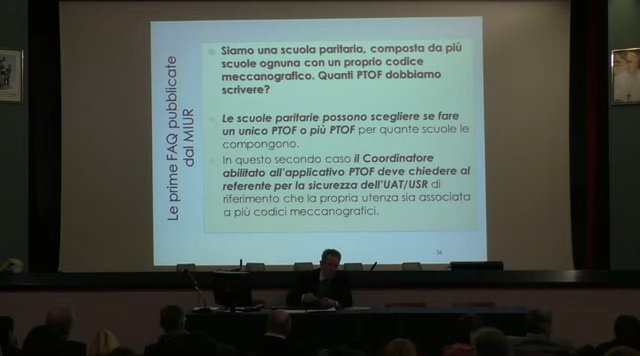 Le prime FAQ pubblicate
dal MIUR
Siamo una scuola paritaria, composta da più
scuole ognuna con un proprio codice
meccanografico. Quanti PTOF dobbiamo
scrivere?
Le scuole paritarie possono scegliere se fare
un unico PTOF o più PTOF per quante scuole le
compongono.
In questo secondo caso il Coordinatore
abilitato all'applicativo PTOF deve chiedere al
referente per la sicurezza dell'UAT/USR di
riferimento che la propria utenza sia associata
a più codici meccanografici.
36